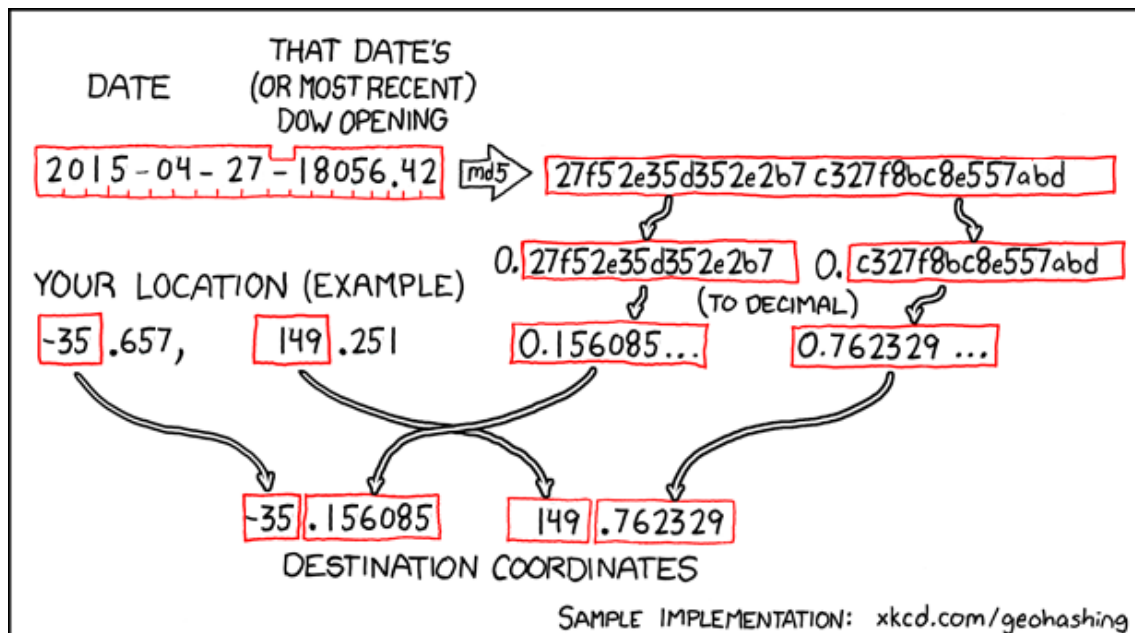 DATE
THAT DATE'S
(OR MOST RECENT)
DOW OPENING
2015-04-27-18056.42
md5
27f52e35d352e2b7c327f8bc8e557abd
0.27f52e35d352e2b7
0.c327f8bc8e557abd
YOUR LOCATION (EXAMPLE)
(TO DECIMAL)
-35.657, 149.251
0.156085...
0.762329...
-35.156085
149.762329
DESTINATION COORDINATES
SAMPLE IMPLEMENTATION: xkcd.com/geohashing